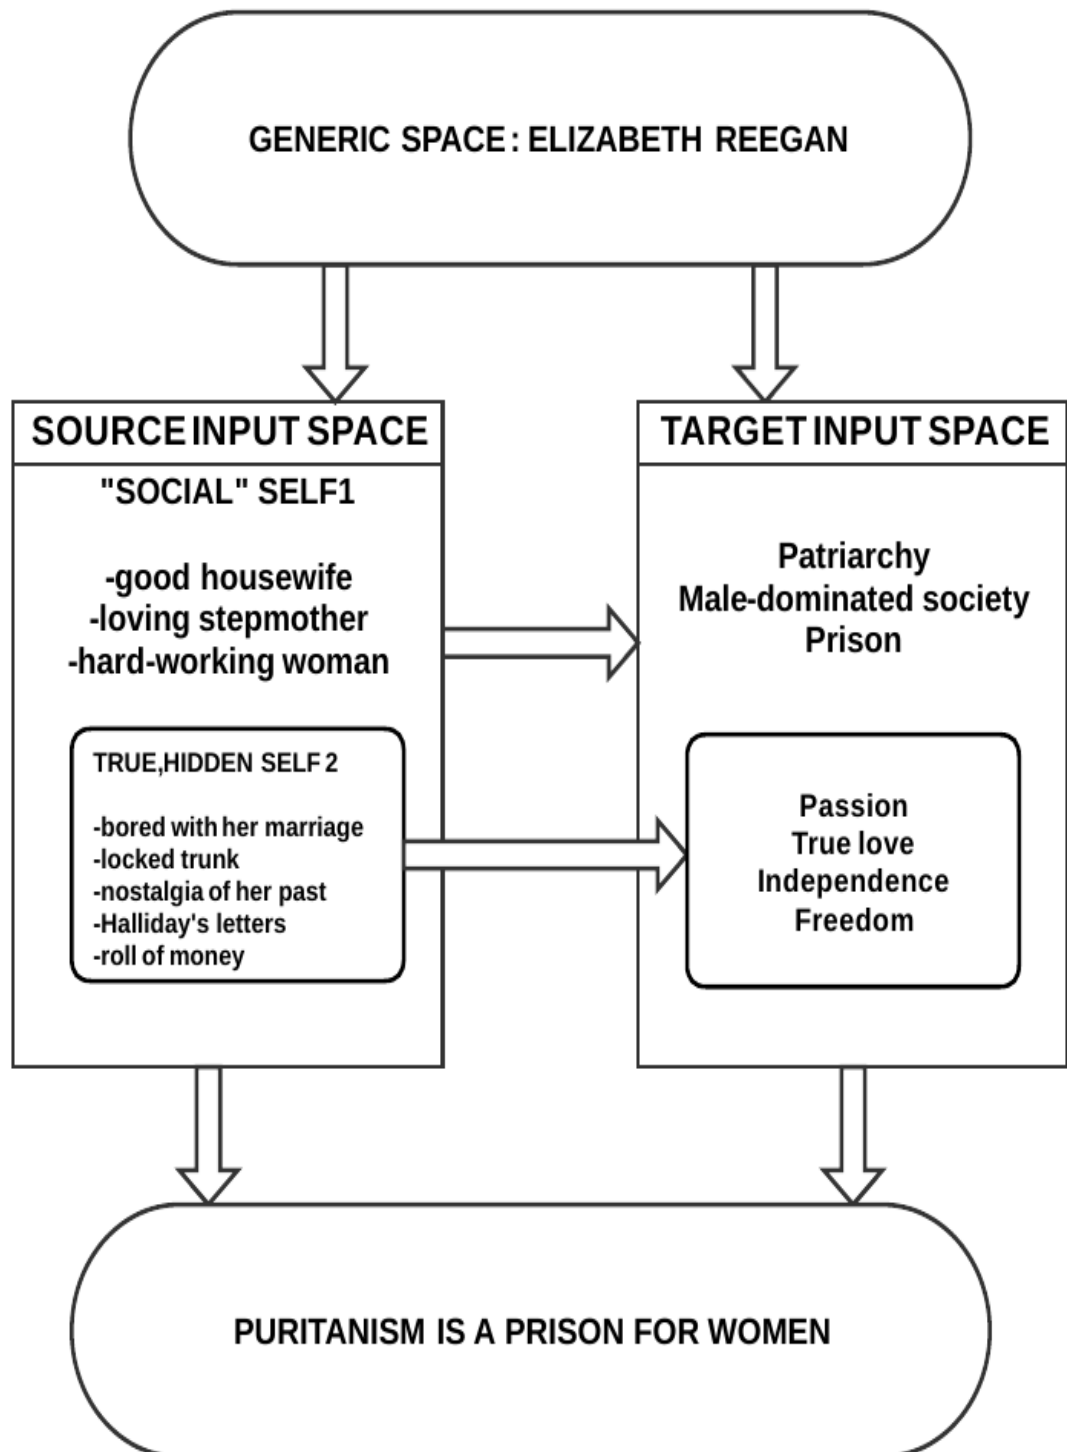 GENERIC SPACE: ELIZABETH REEGAN
SOURCE INPUT SPACE
"SOCIAL" SELF1
-good housewife
-loving stepmother
-hard-working woman
TRUE,HIDDEN SELF 2
-bored with her marriage
-locked trunk
-nostalgia of her past
-Halliday's letters
-roll of money
TARGET INPUT SPACE
Patriarchy
Male-dominated society
Prison
Passion
True love
Independence
Freedom
PURITANISM IS A PRISON FOR WOMEN